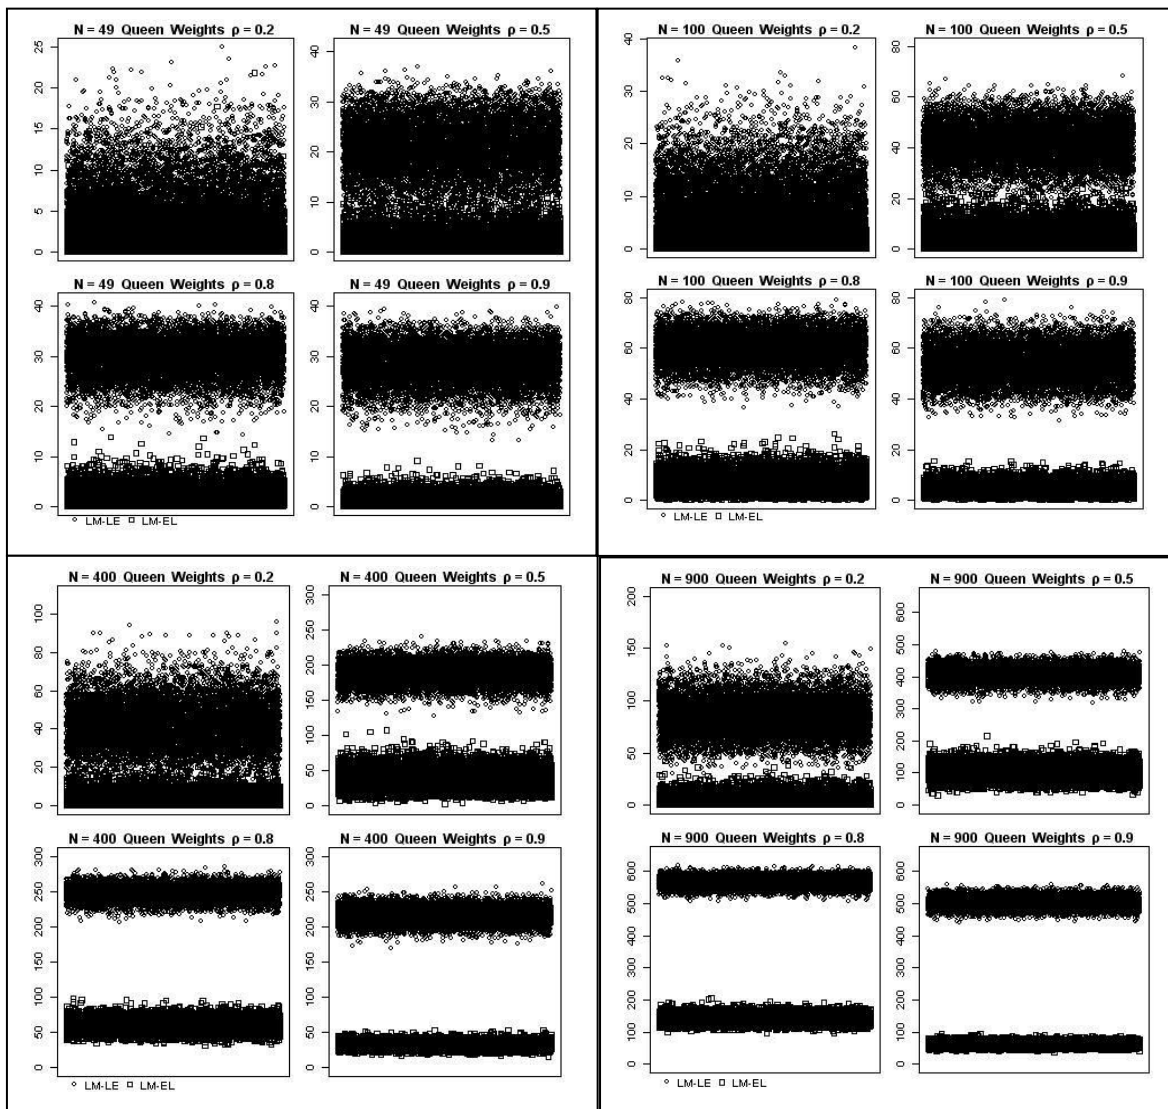 N = 49 Queen Weights ρ = 0.2
0 5 10 15 20 25
N = 49 Queen Weights ρ = 0.5
0 10 20 30 40
N = 49 Queen Weights ρ = 0.8
0 10 20 30 40
N = 49 Queen Weights ρ = 0.9
0 10 20 30 40
LM-LE LM-EL
N = 100 Queen Weights ρ = 0.2
0 10 20 30 40
N = 100 Queen Weights ρ = 0.5
0 20 40 60 80
N = 100 Queen Weights ρ = 0.8
0 20 40 60 80
N = 100 Queen Weights ρ = 0.9
0 20 40 60 80
LM-LE LM-EL
N = 400 Queen Weights ρ = 0.2
0 20 40 60 80 100
N = 400 Queen Weights ρ = 0.5
0 50 100 150 200 250 300
N = 400 Queen Weights ρ = 0.8
0 50 100 150 200 250 300
N = 400 Queen Weights ρ = 0.9
0 50 100 150 200 250 300
LM-LE LM-EL
N = 900 Queen Weights ρ = 0.2
0 50 100 150 200
N = 900 Queen Weights ρ = 0.5
0 100 200 300 400 500 600
N = 900 Queen Weights ρ = 0.8
0 100 200 300 400 500 600
N = 900 Queen Weights ρ = 0.9
0 100 200 300 400 500 600
LM-LE LM-EL